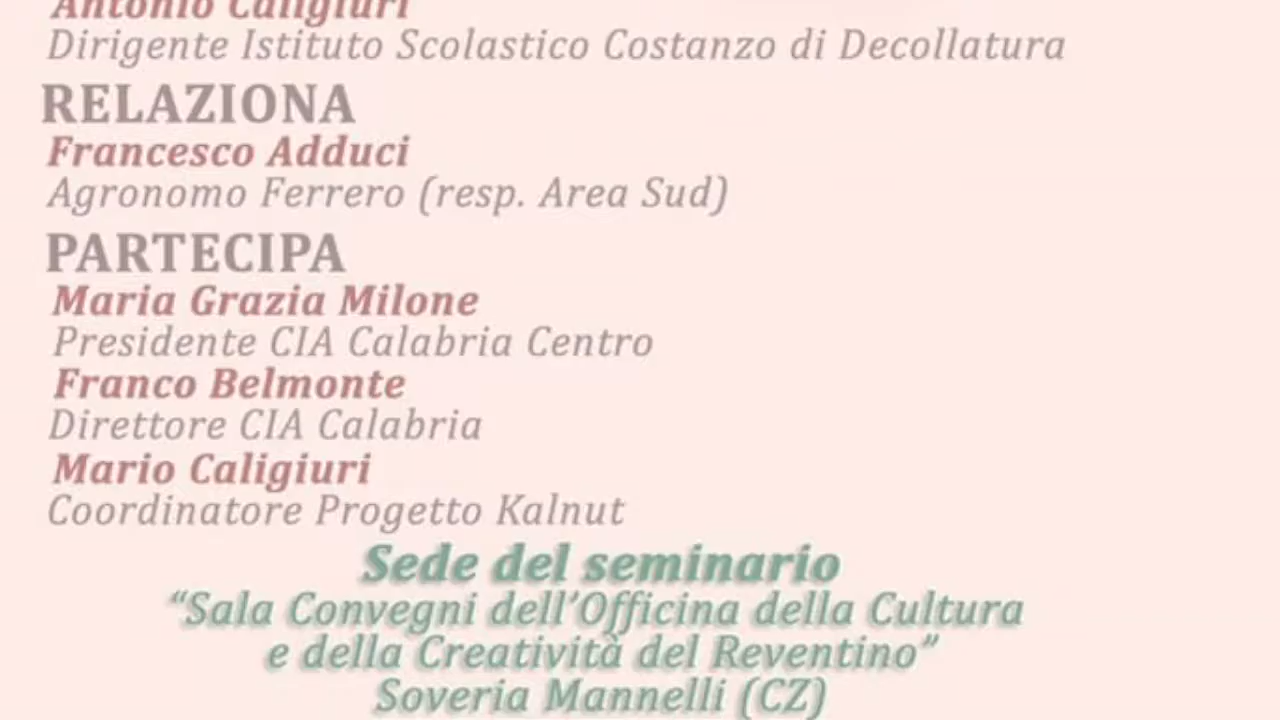 Antonio Caligiuri
Dirigente Istituto Scolastico Costanzo di Decollatura
RELAZIONA
Francesco Adduci
Agronomo Ferrero (resp. Area Sud)
PARTECIPA
Maria Grazia Milone
Presidente CIA Calabria Centro
Franco Belmonte
Direttore CIA Calabria
Mario Caligiuri
Coordinatore Progetto Kalnut
Sede del seminario
“Sala Convegni dell’Officina della Cultura
e della Creatività del Reventino”
Soveria Mannelli (CZ)